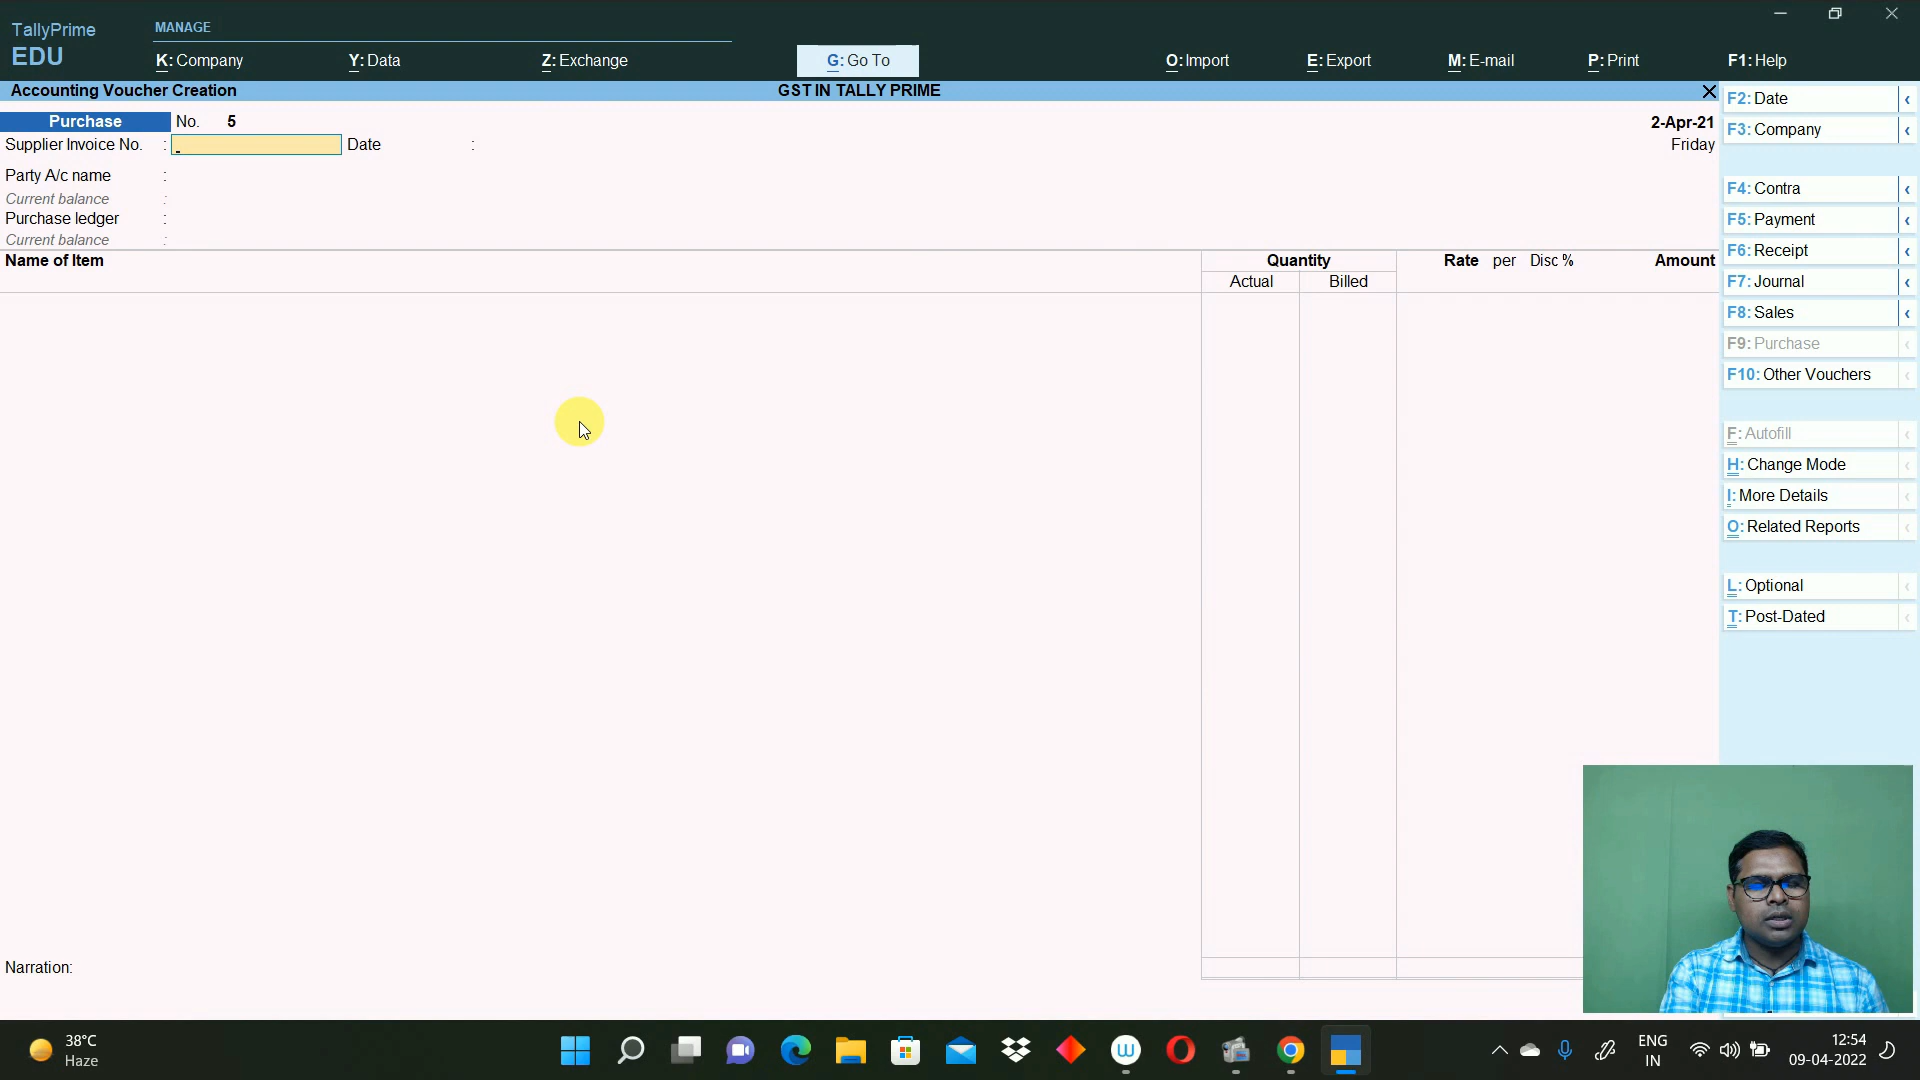 TallyPrime
EDU
MANAGE
K: Company
Y: Data
Z: Exchange
G: Go To
O: Import
E: Export
M: E-mail
P: Print
F1: Help
Accounting Voucher Creation
GST IN TALLY PRIME
Purchase No. 5
2-Apr-21
Supplier Invoice No. : Date :
Friday
Party A/c name :
Current balance :
Purchase ledger :
Current balance :
Name of Item
Quantity
Rate per Disc % Amount
Actual Billed
Narration:
F2: Date
F3: Company
F4: Contra
F5: Payment
F6: Receipt
F7: Journal
F8: Sales
F9: Purchase
F10: Other Vouchers
F: Autofill
H: Change Mode
I: More Details
O: Related Reports
L: Optional
T: Post-Dated
38°C
Haze
ENG
IN
12:54
09-04-2022